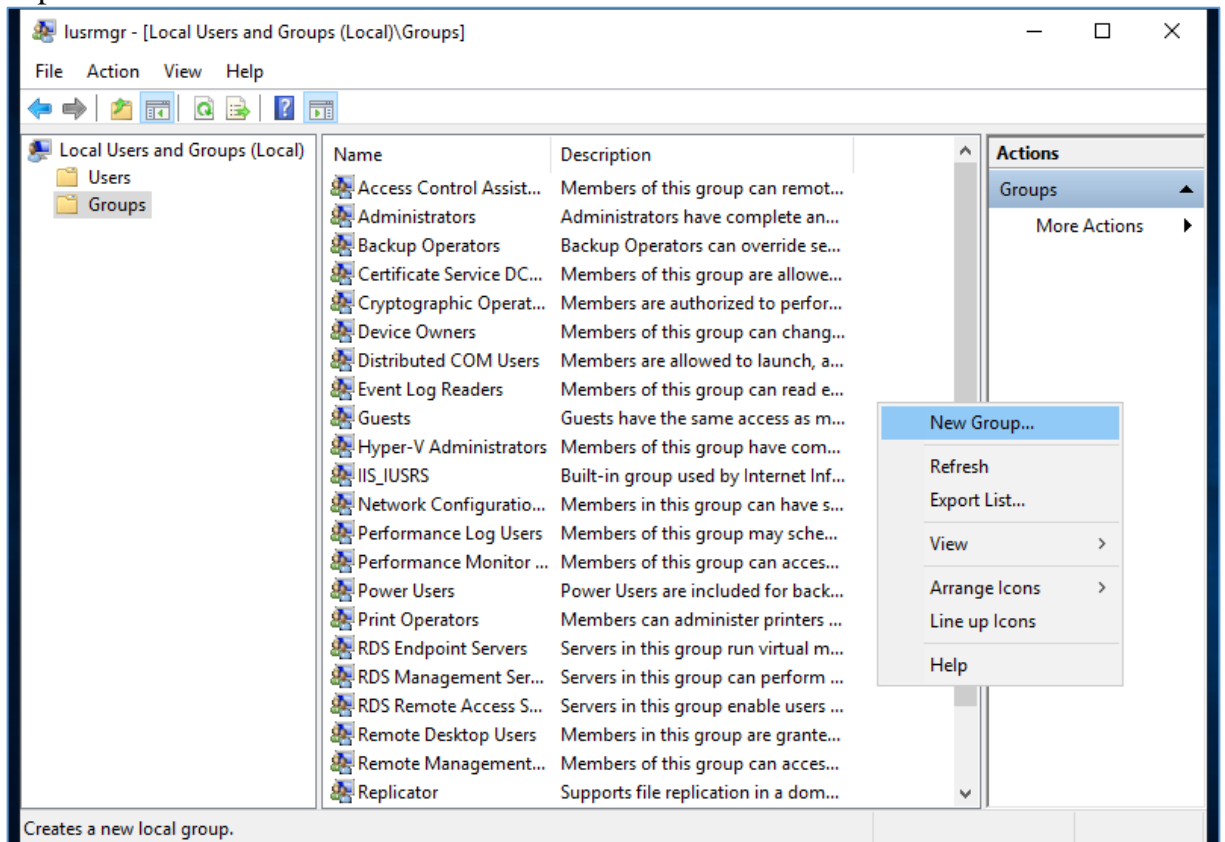 lusrmgr - [Local Users and Groups (Local)\Groups]
File Action View Help
Local Users and Groups (Local)
Users
Groups
Name Description
Access Control Assist... Members of this group can remot...
Administrators Administrators have complete an...
Backup Operators Backup Operators can override se...
Certificate Service DC... Members of this group are allowe...
Cryptographic Operat... Members are authorized to perfor...
Device Owners Members of this group can chang...
Distributed COM Users Members are allowed to launch, a...
Event Log Readers Members of this group can read e...
Guests Guests have the same access as m...
Hyper-V Administrators Members of this group have com...
IIS_IUSRS Built-in group used by Internet Inf...
Network Configuratio... Members in this group can have s...
Performance Log Users Members of this group may sche...
Performance Monitor ... Members of this group can acces...
Power Users Power Users are included for back...
Print Operators Members can administer printers ...
RDS Endpoint Servers Servers in this group run virtual m...
RDS Management Ser... Servers in this group can perform ...
RDS Remote Access S... Servers in this group enable users ...
Remote Desktop Users Members in this group are grante...
Remote Management... Members of this group can acces...
Replicator Supports file replication in a dom...
Actions
Groups
More Actions
New Group...
Refresh
Export List...
View
Arrange Icons
Line up Icons
Help
Creates a new local group.